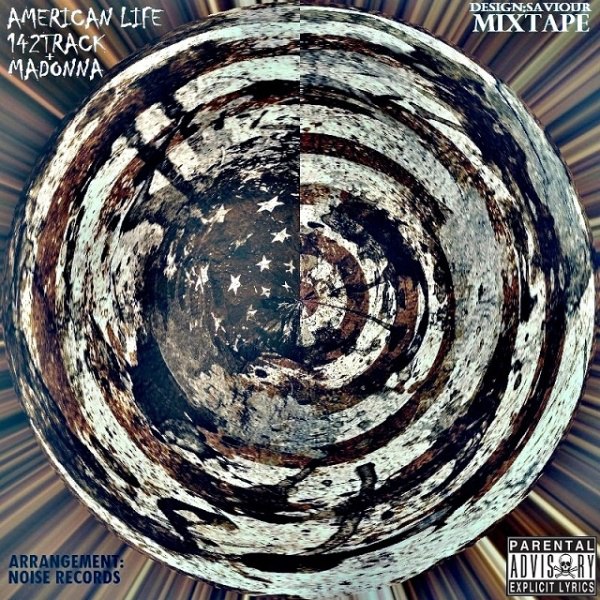 AMERICAN LIFE
142TRACK
+
MADONNA
DESIGN:SAVIOUR
MIXTAPE
ARRANGEMENT:
NOISE RECORDS
PARENTAL
ADVISORY
EXPLICIT LYRICS